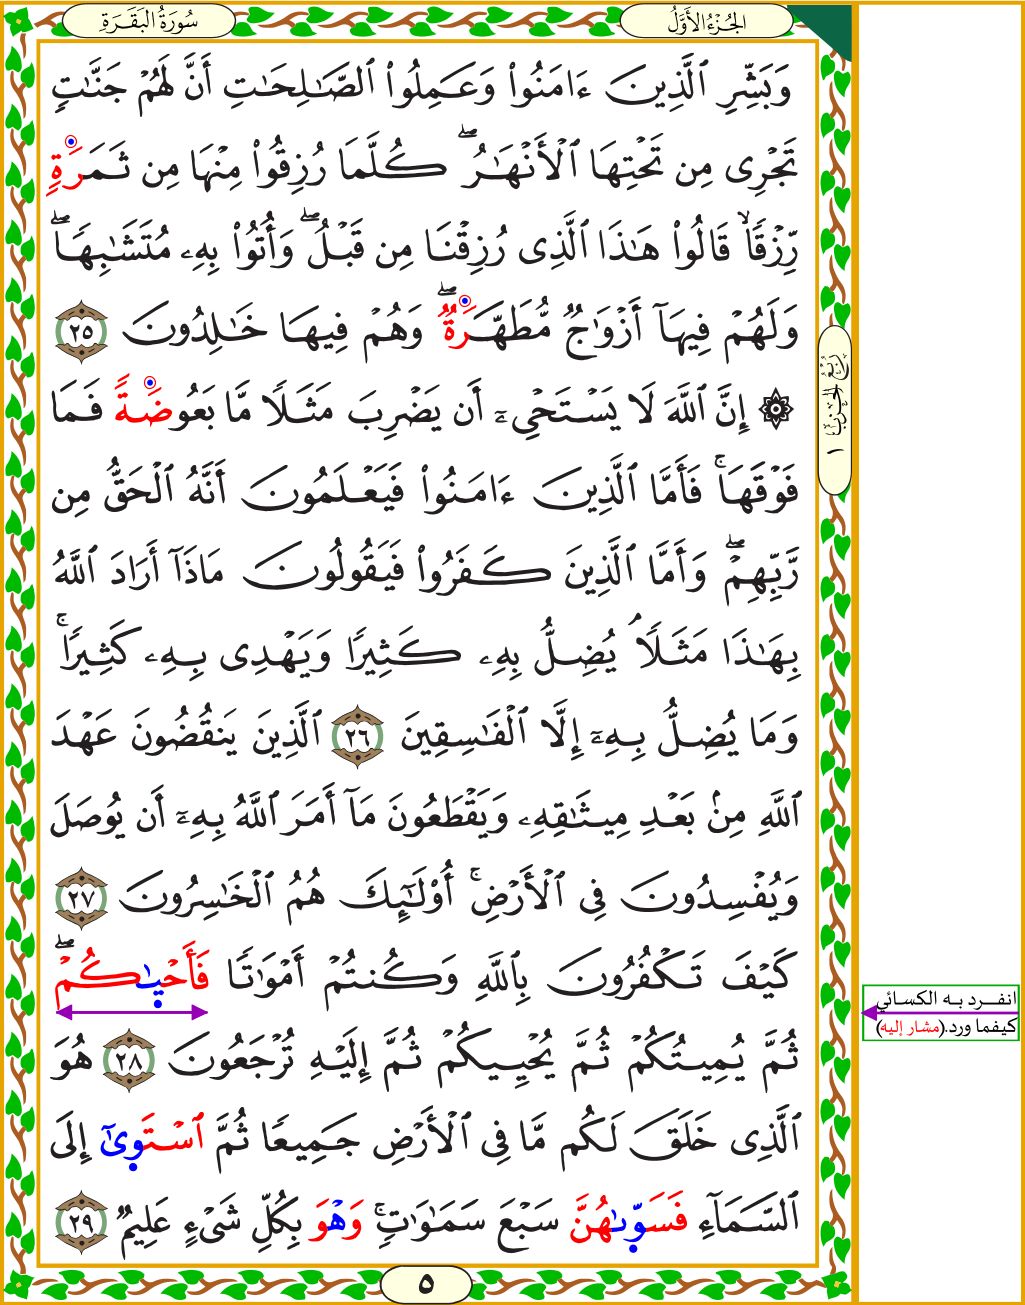 سُورَةُ الْبَقَرَةِ
الجُزْءُ الأَوَّلُ
وَبَشِّرِ ٱلَّذِينَ ءَامَنُوا۟ وَعَمِلُوا۟ ٱلصَّـٰلِحَـٰتِ أَنَّ لَهُمْ جَنَّـٰتٍ
تَجْرِى مِن تَحْتِهَا ٱلْأَنْهَـٰرُ ۖ كُلَّمَا رُزِقُوا۟ مِنْهَا مِن ثَمَرَةٍ
رِّزْقًا ۙ قَالُوا۟ هَـٰذَا ٱلَّذِى رُزِقْنَا مِن قَبْلُ ۖ وَأُتُوا۟ بِهِۦ مُتَشَـٰبِهًا ۖ
وَلَهُمْ فِيهَآ أَزْوَٰجٌ مُّطَهَّرَةٌ ۖ وَهُمْ فِيهَا خَـٰلِدُونَ ٢٥
۞ إِنَّ ٱللَّهَ لَا يَسْتَحْىِۦٓ أَن يَضْرِبَ مَثَلًا مَّا بَعُوضَةً فَمَا
فَوْقَهَا ۚ فَأَمَّا ٱلَّذِينَ ءَامَنُوا۟ فَيَعْلَمُونَ أَنَّهُ ٱلْحَقُّ مِن
رَّبِّهِمْ ۖ وَأَمَّا ٱلَّذِينَ كَفَرُوا۟ فَيَقُولُونَ مَاذَآ أَرَادَ ٱللَّهُ
بِهَـٰذَا مَثَلًا ۘ يُضِلُّ بِهِۦ كَثِيرًا وَيَهْدِى بِهِۦ كَثِيرًا ۚ
وَمَا يُضِلُّ بِهِۦٓ إِلَّا ٱلْفَـٰسِقِينَ ٢٦ ٱلَّذِينَ يَنقُضُونَ عَهْدَ
ٱللَّهِ مِنۢ بَعْدِ مِيثَـٰقِهِۦ وَيَقْطَعُونَ مَآ أَمَرَ ٱللَّهُ بِهِۦٓ أَن يُوصَلَ
وَيُفْسِدُونَ فِى ٱلْأَرْضِ ۚ أُو۟لَـٰٓئِكَ هُمُ ٱلْخَـٰسِرُونَ ٢٧
كَيْفَ تَكْفُرُونَ بِٱللَّهِ وَكُنتُمْ أَمْوَٰتًا فَأَحْيَـٰكُمْ ۖ
ثُمَّ يُمِيتُكُمْ ثُمَّ يُحْيِيكُمْ ثُمَّ إِلَيْهِ تُرْجَعُونَ ٢٨ هُوَ
ٱلَّذِى خَلَقَ لَكُم مَّا فِى ٱلْأَرْضِ جَمِيعًا ثُمَّ ٱسْتَوِىٰٓ إِلَى
ٱلسَّمَآءِ فَسَوِّىٰهُنَّ سَبْعَ سَمَـٰوَٰتٍ ۚ وَهْوَ بِكُلِّ شَىْءٍ عَلِيمٌ ٢٩
رُبْعُ الحِزْبِ ١
انفرد به الكسائي
كيفما ورد.(مشار إليه)
٥